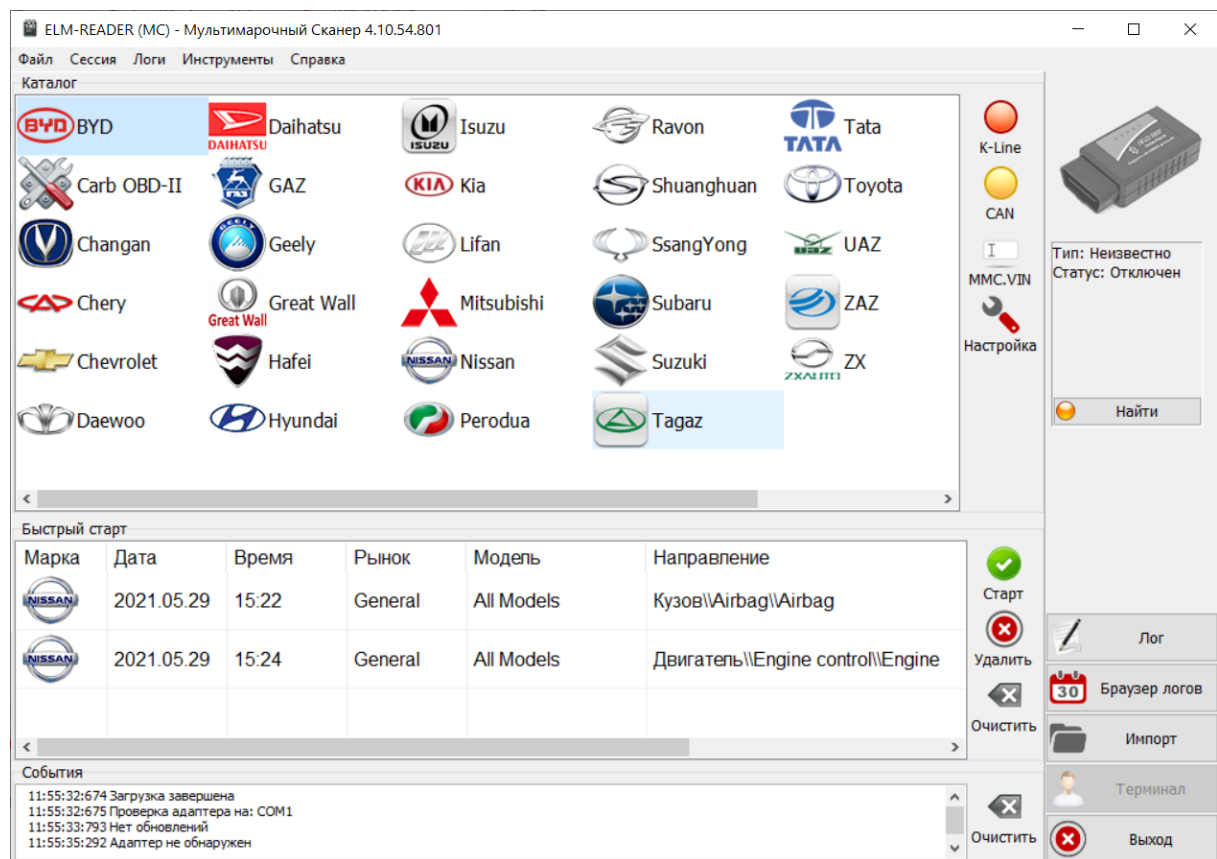 ELM-READER (МС) - Мультимарочный Сканер 4.10.54.801
Файл Сессия Логи Инструменты Справка
Каталог
BYD BYD
DAIHATSU Daihatsu
ISUZU Isuzu
Ravon
TATA Tata
Carb OBD-II
GAZ
KIA Kia
Shuanghuan
Toyota
Changan
GEELY Geely
Lifan
SsangYong
UAZ UAZ
Chery
Great Wall Great Wall
Mitsubishi
Subaru
ZAZ
Chevrolet
Hafei
NISSAN Nissan
Suzuki
ZXAUTO ZX
Daewoo
Hyundai
Perodua
Tagaz
K-Line
CAN
MMC.VIN
Настройка
Тип: Неизвестно
Статус: Отключен
Найти
Быстрый старт
Марка Дата Время Рынок Модель Направление
NISSAN 2021.05.29 15:22 General All Models Кузов\\Airbag\\Airbag
NISSAN 2021.05.29 15:24 General All Models Двигатель\\Engine control\\Engine
Старт
Удалить
Очистить
Лог
30 Браузер логов
Импорт
Терминал
Выход
События
11:55:32:674 Загрузка завершена
11:55:32:675 Проверка адаптера на: COM1
11:55:33:793 Нет обновлений
11:55:35:292 Адаптер не обнаружен
Очистить